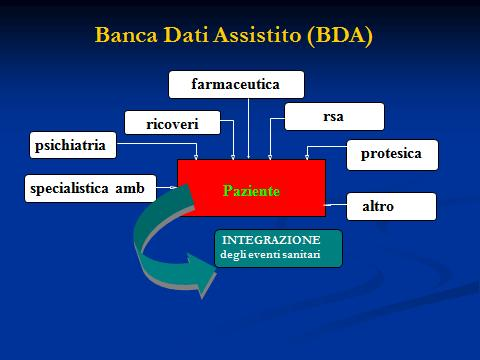 Banca Dati Assistito (BDA)
farmaceutica
ricoveri
rsa
psichiatria
protesica
specialistica amb
Paziente
altro
INTEGRAZIONE
degli eventi sanitari